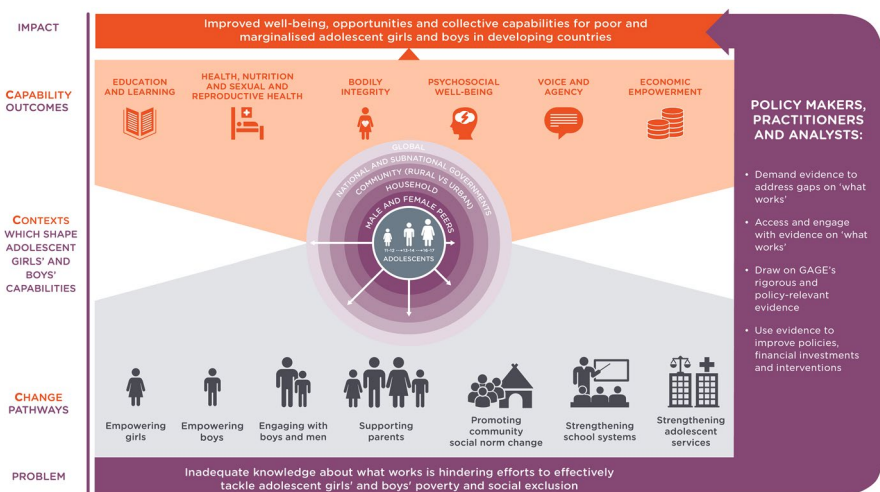 IMPACT
Improved well-being, opportunities and collective capabilities for poor and
marginalised adolescent girls and boys in developing countries
CAPABILITY
OUTCOMES
EDUCATION
AND LEARNING
HEALTH, NUTRITION
AND SEXUAL AND
REPRODUCTIVE HEALTH
BODILY
INTEGRITY
PSYCHOSOCIAL
WELL-BEING
VOICE AND
AGENCY
ECONOMIC
EMPOWERMENT
CONTEXTS
WHICH SHAPE
ADOLESCENT
GIRLS' AND
BOYS'
CAPABILITIES
GLOBAL
NATIONAL AND SUBNATIONAL GOVERNMENTS
COMMUNITY (RURAL VS URBAN)
HOUSEHOLD
MALE AND FEMALE PEERS
ADOLESCENTS
CHANGE
PATHWAYS
Empowering
girls
Empowering
boys
Engaging with
boys and men
Supporting
parents
Promoting
community
social norm change
Strengthening
school systems
Strengthening
adolescent
services
PROBLEM
Inadequate knowledge about what works is hindering efforts to effectively
tackle adolescent girls' and boys' poverty and social exclusion
POLICY MAKERS,
PRACTITIONERS
AND ANALYSTS:
• Demand evidence to
address gaps on 'what
works'
• Access and engage
with evidence on 'what
works'
• Draw on GAGE's
rigorous and
policy-relevant
evidence
• Use evidence to
improve policies,
financial investments
and interventions